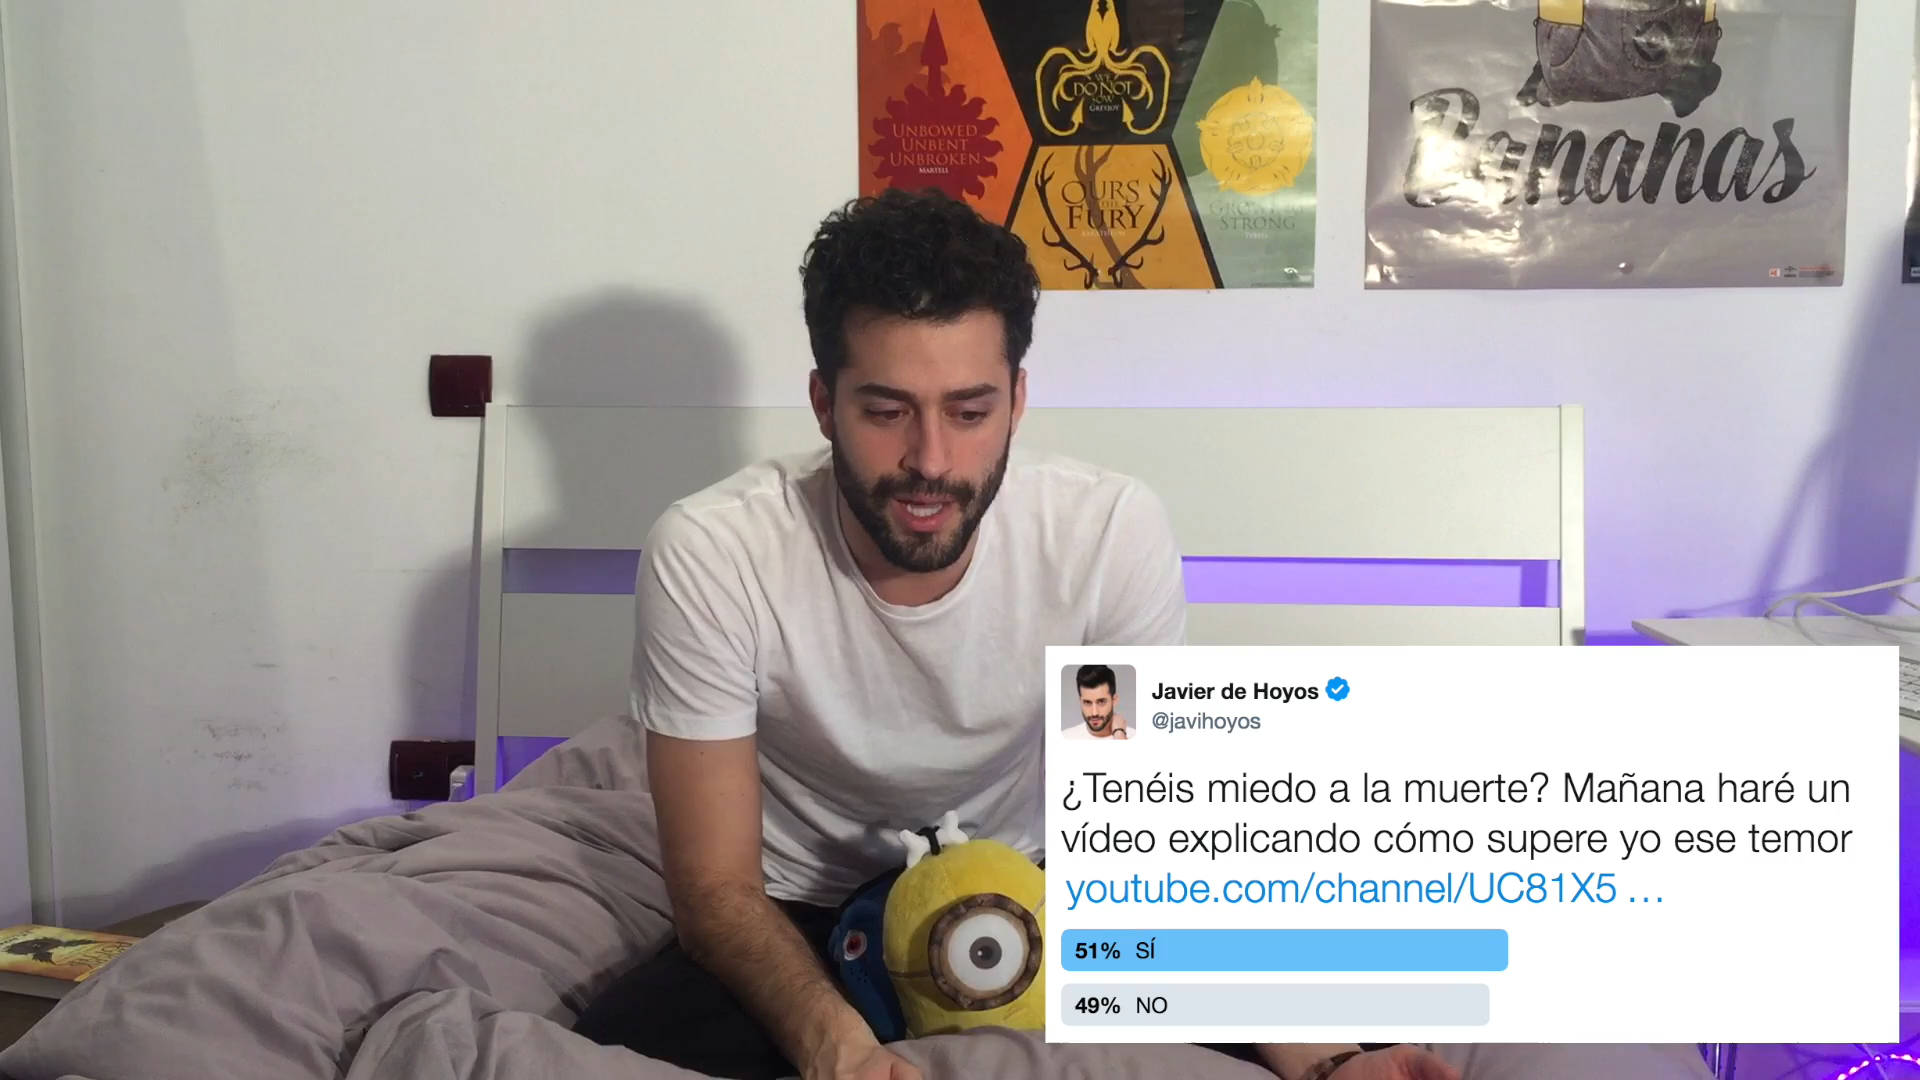 WE
DO NOT
SOW
GREYJOY
UNBOWED
UNBENT
UNBROKEN
MARTELL
OURS
FURY
STRONG
Bananas
Javier de Hoyos
@javihoyos
¿Tenéis miedo a la muerte? Mañana haré un
vídeo explicando cómo supere yo ese temor
youtube.com/channel/UC81X5 …
51% SÍ
49% NO